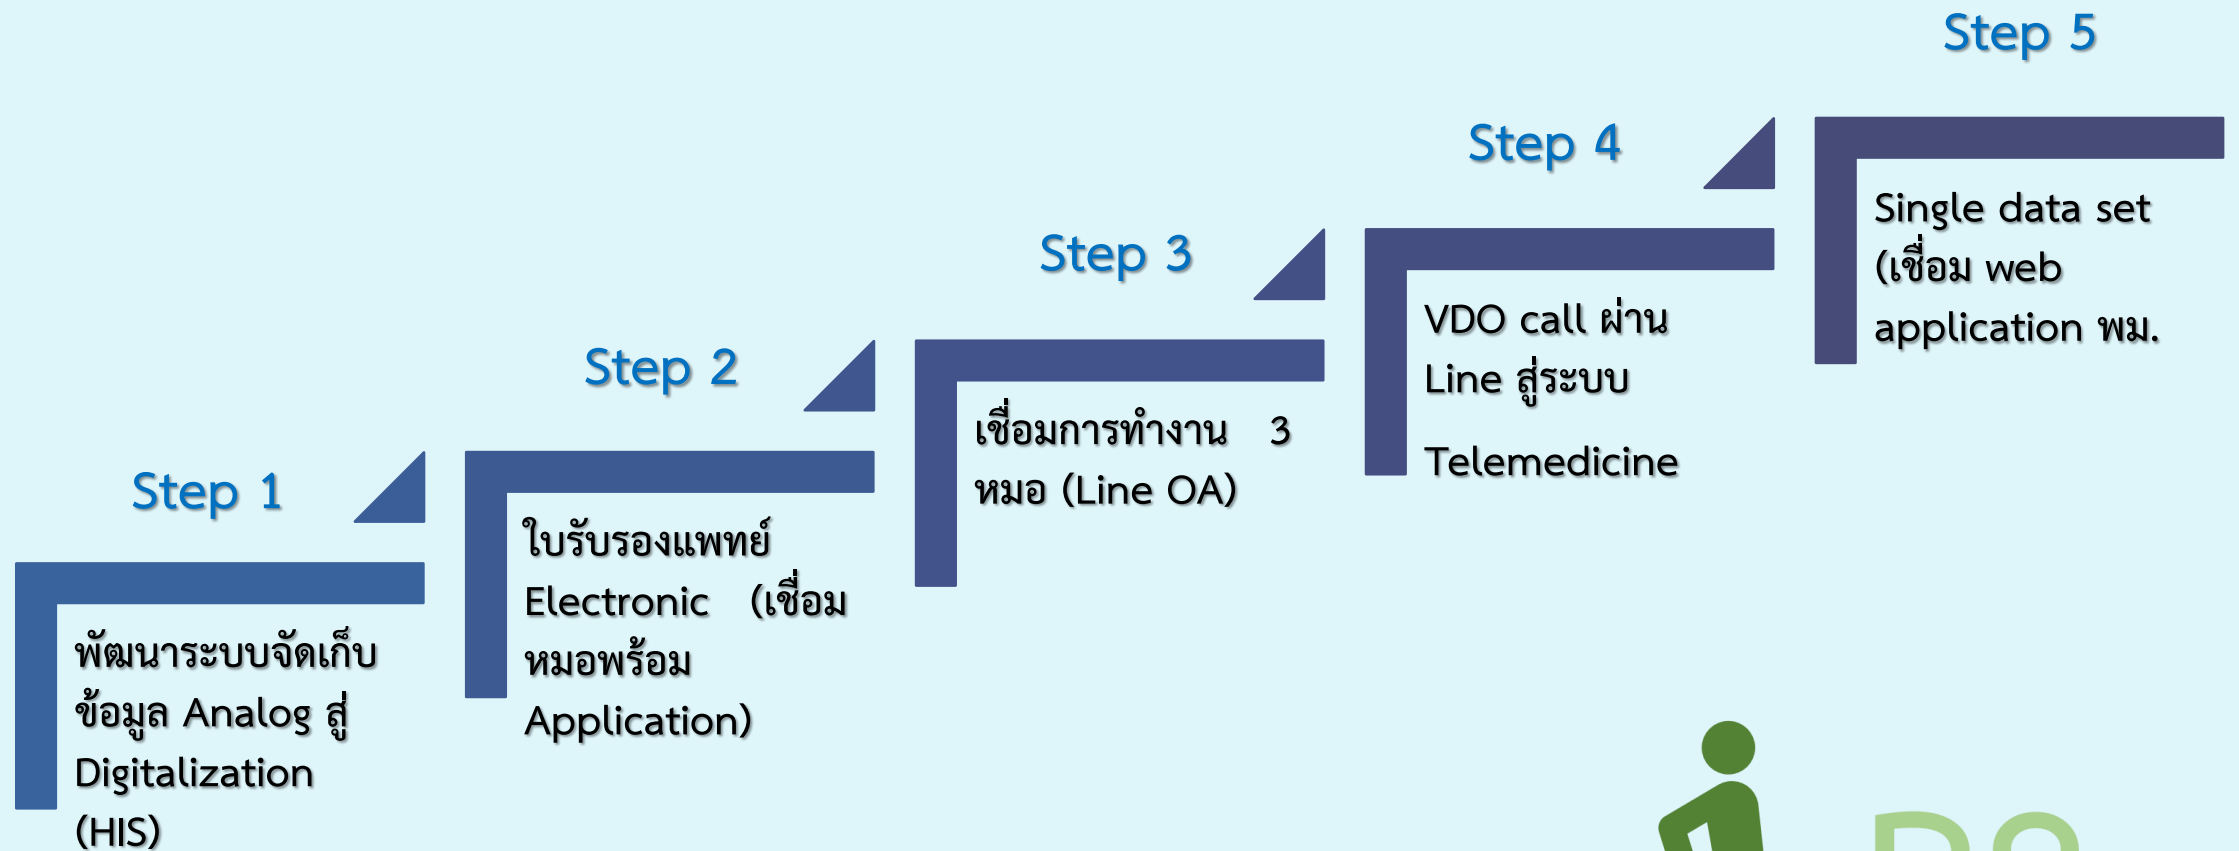 Step 1
พัฒนาระบบจัดเก็บ
ข้อมูล Analog สู่
Digitalization
(HIS)
Step 2
ใบรับรองแพทย์
Electronic (เชื่อม
หมอพร้อม
Application)
Step 3
เชื่อมการทำงาน 3
หมอ (Line OA)
Step 4
VDO call ผ่าน
Line สู่ระบบ
Telemedicine
Step 5
Single data set
(เชื่อม web
application พม.